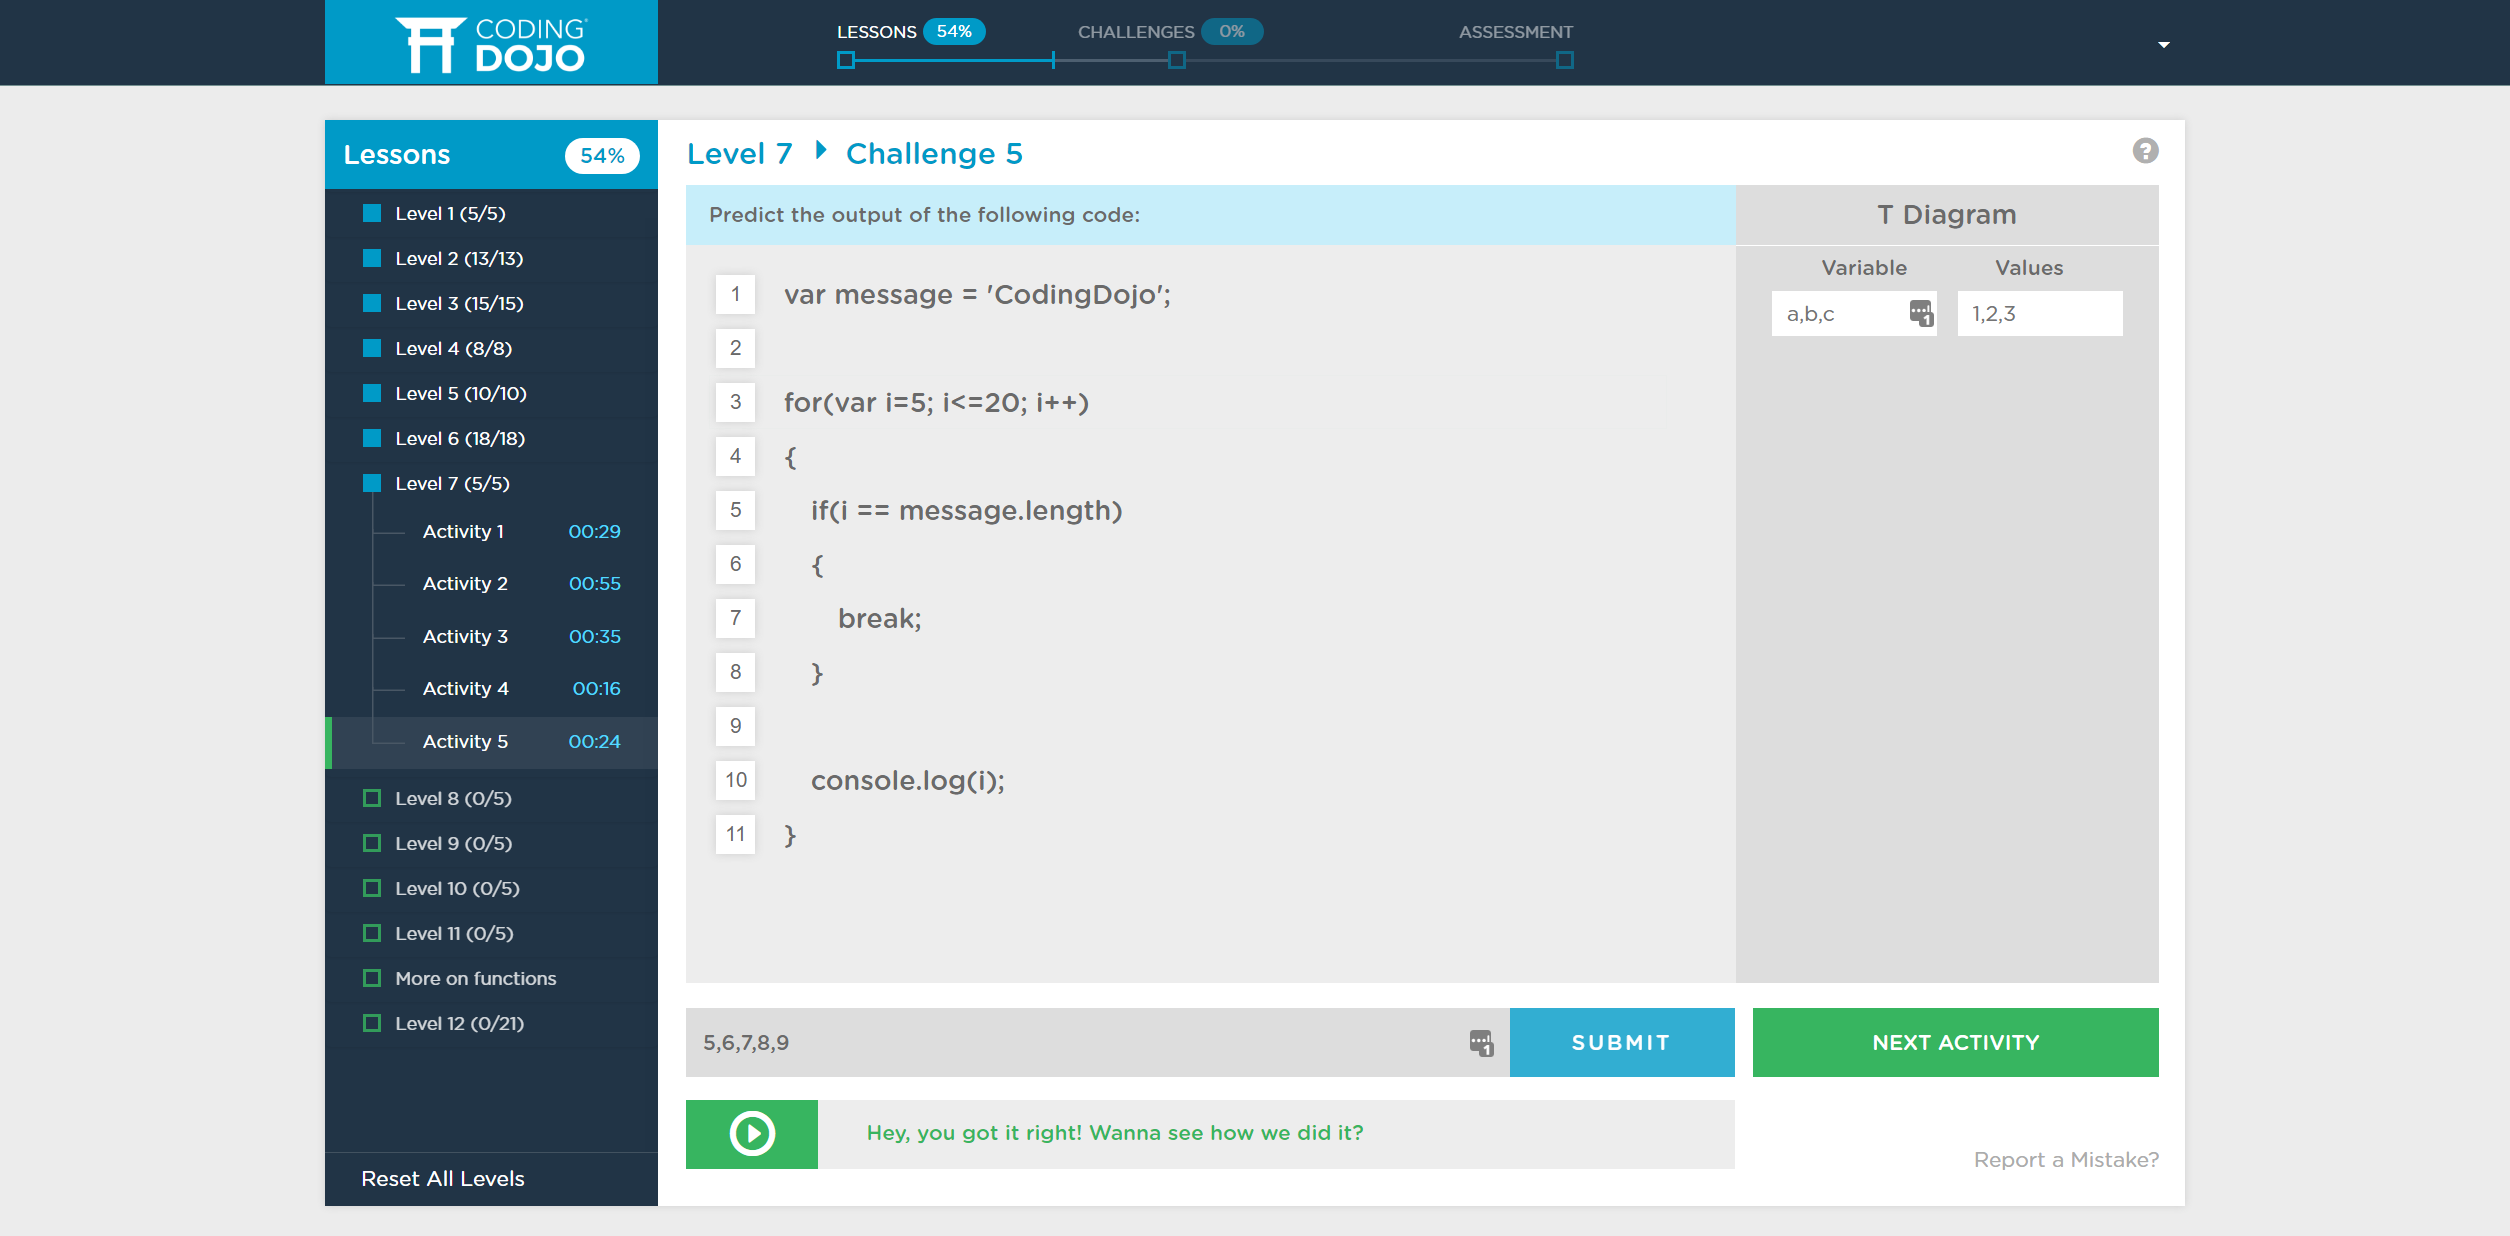 CODING
DOJO
LESSONS 54% CHALLENGES 0% ASSESSMENT
Lessons 54%
Level 1 (5/5)
Level 2 (13/13)
Level 3 (15/15)
Level 4 (8/8)
Level 5 (10/10)
Level 6 (18/18)
Level 7 (5/5)
Activity 1 00:29
Activity 2 00:55
Activity 3 00:35
Activity 4 00:16
Activity 5 00:24
Level 8 (0/5)
Level 9 (0/5)
Level 10 (0/5)
Level 11 (0/5)
More on functions
Level 12 (0/21)
Reset All Levels
Level 7 Challenge 5
?
Predict the output of the following code:
1 var message = 'CodingDojo';
2
3 for(var i=5; i<=20; i++)
4 {
5 if(i == message.length)
6 {
7 break;
8 }
9
10 console.log(i);
11 }
T Diagram
Variable Values
a,b,c 1 1,2,3
5,6,7,8,9 1 SUBMIT NEXT ACTIVITY
Hey, you got it right! Wanna see how we did it?
Report a Mistake?